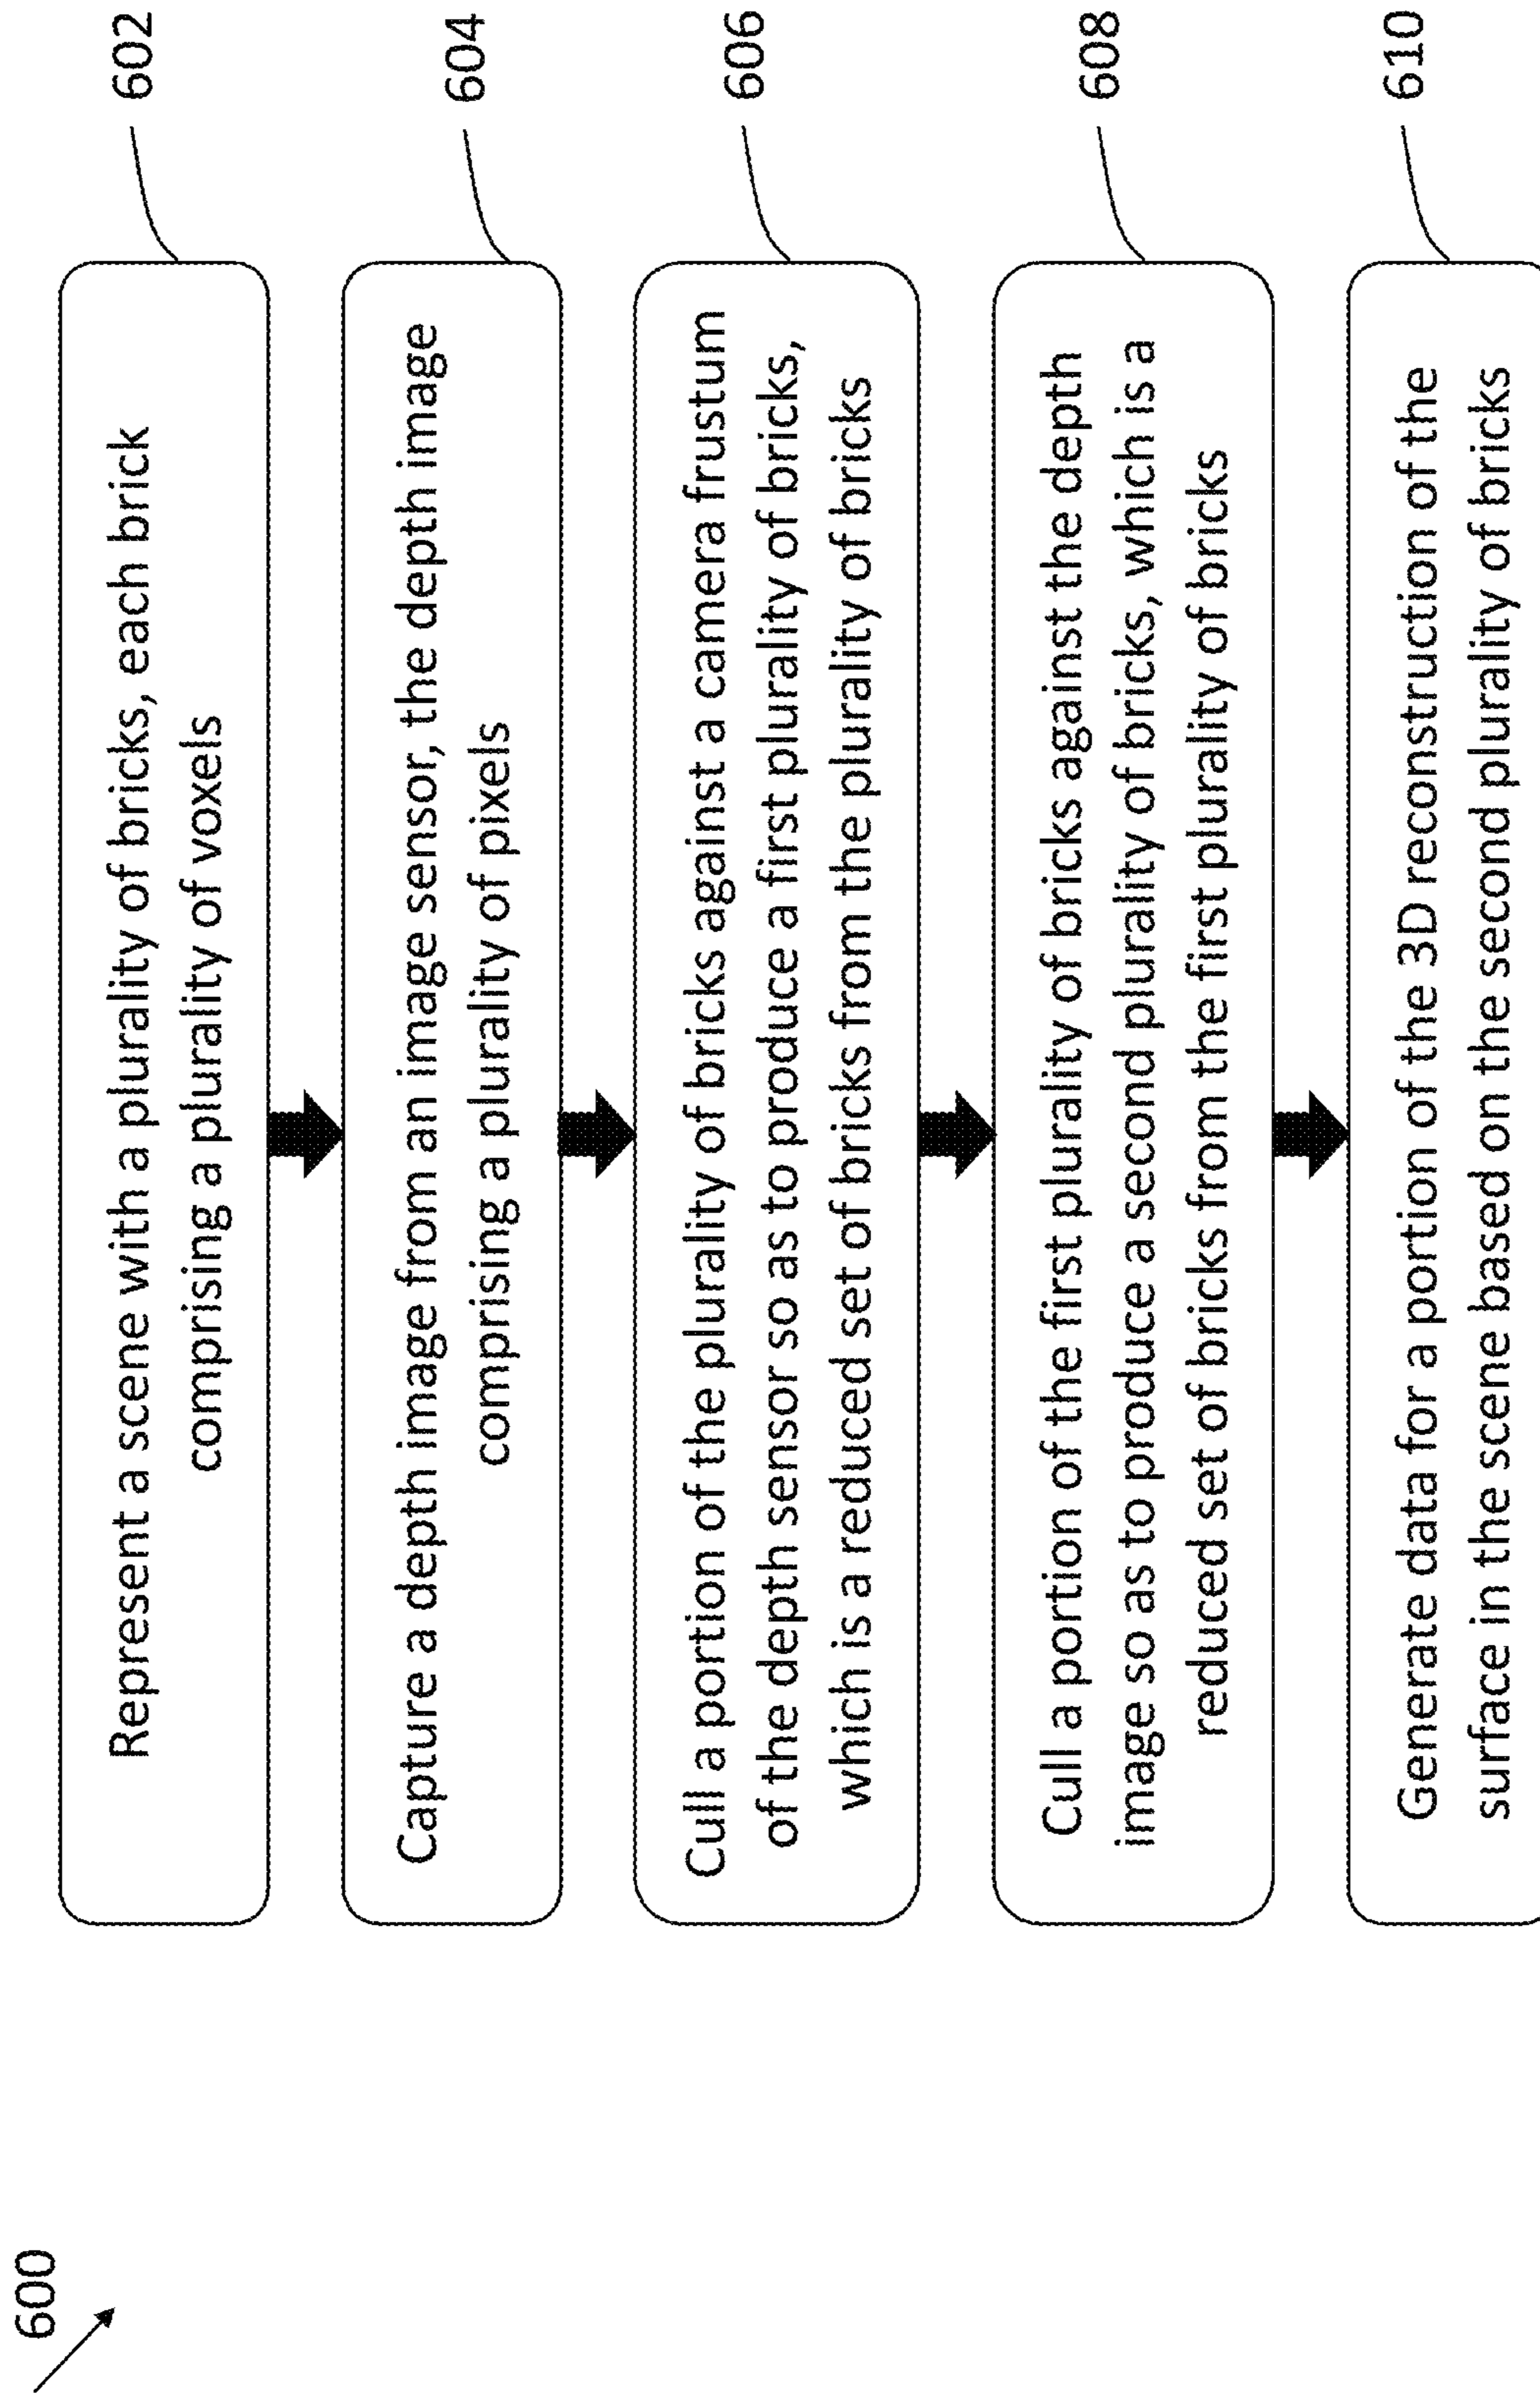 600
Represent a scene with a plurality of bricks, each brick
comprising a plurality of voxels
602
Capture a depth image from an image sensor, the depth image
comprising a plurality of pixels
604
Cull a portion of the plurality of bricks against a camera frustum
of the depth sensor so as to produce a first plurality of bricks,
which is a reduced set of bricks from the plurality of bricks
606
Cull a portion of the first plurality of bricks against the depth
image so as to produce a second plurality of bricks, which is a
reduced set of bricks from the first plurality of bricks
608
Generate data for a portion of the 3D reconstruction of the
surface in the scene based on the second plurality of bricks
610